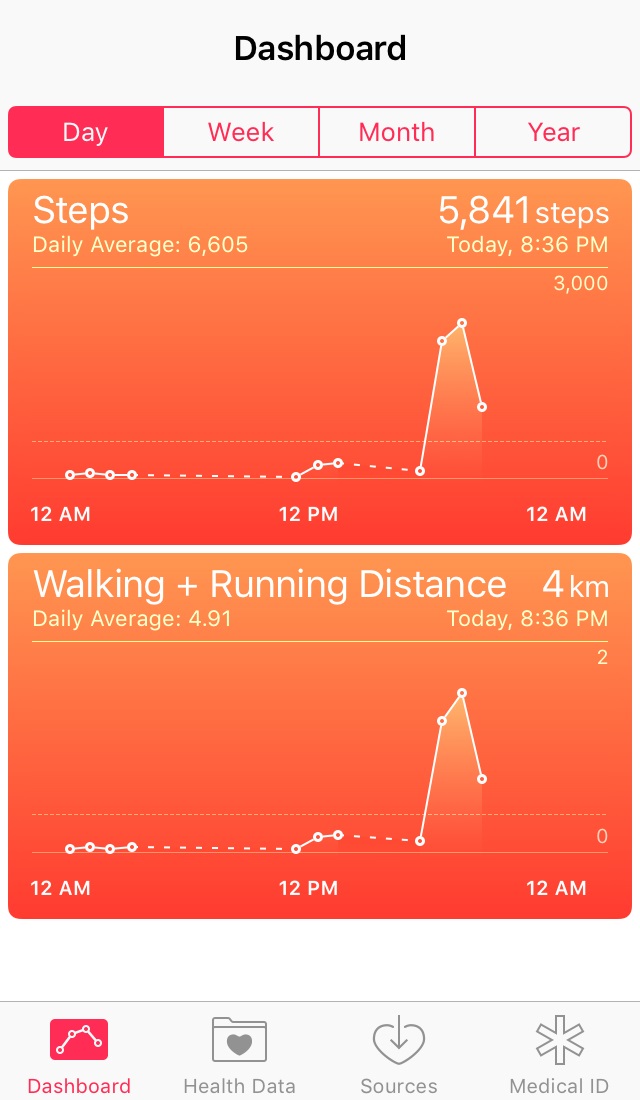 Dashboard
Day Week Month Year
Steps 5,841 steps
Daily Average: 6,605 Today, 8:36 PM
3,000
0
12 AM 12 PM 12 AM
Walking + Running Distance 4 km
Daily Average: 4.91 Today, 8:36 PM
2
0
12 AM 12 PM 12 AM
Dashboard Health Data Sources Medical ID